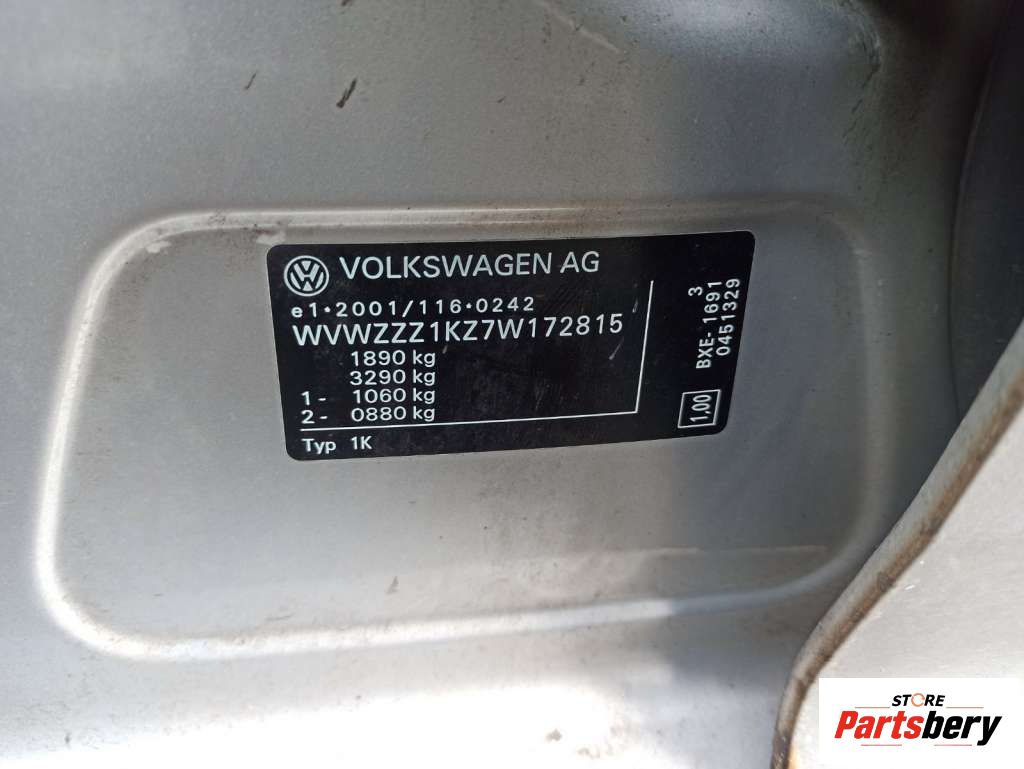 VOLKSWAGEN AG
e1•2001/116•0242
WVWZZZ1KZ7W172815
1890 kg
3290 kg
1 - 1060 kg
2 - 0880 kg
Typ 1K
3
BXE-1691
0451329
1,00
STORE
Partsbery